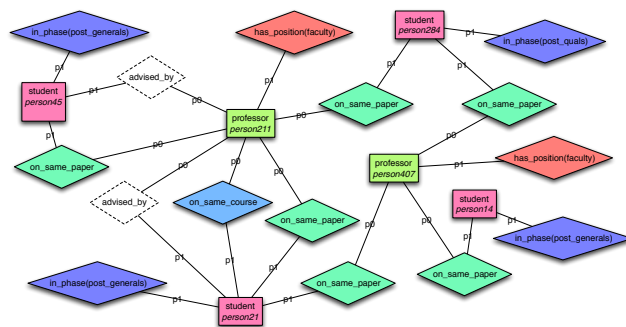 in_phase(post_generals)
has_position(faculty)
student
person284
in_phase(post_quals)
p1
p1
p1
p1
p1
advised_by
p1
student
person45
p1
p0
on_same_paper
on_same_paper
professor
person211
p0
p1
p0
p0
on_same_paper
p0
p0
p0
professor
person407
p1
has_position(faculty)
advised_by
on_same_course
on_same_paper
student
person14
p0
p0
p1
p1
in_phase(post_generals)
p1
p1
p1
in_phase(post_generals)
on_same_paper
on_same_paper
p1
student
person21
p1